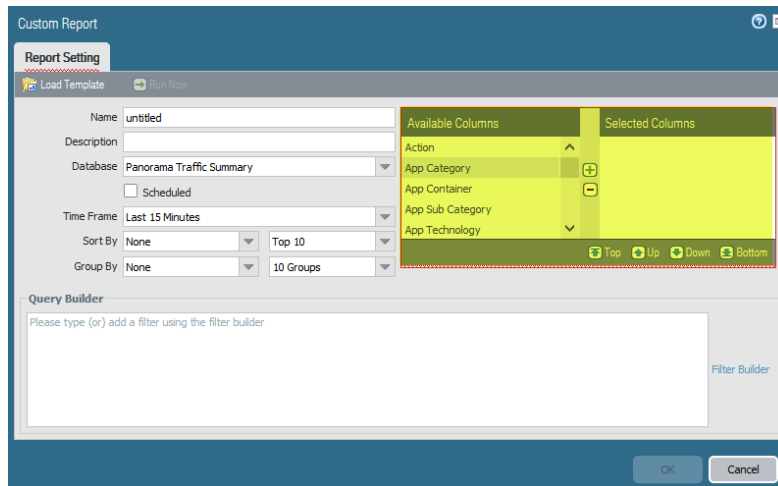 Custom Report
Report Setting
Load Template Run Now
Name untitled
Description
Database Panorama Traffic Summary
Scheduled
Time Frame Last 15 Minutes
Sort By None Top 10
Group By None 10 Groups
Available Columns Selected Columns
Action
App Category
App Container
App Sub Category
App Technology
Top Up Down Bottom
Query Builder
Please type (or) add a filter using the filter builder
Filter Builder
OK Cancel